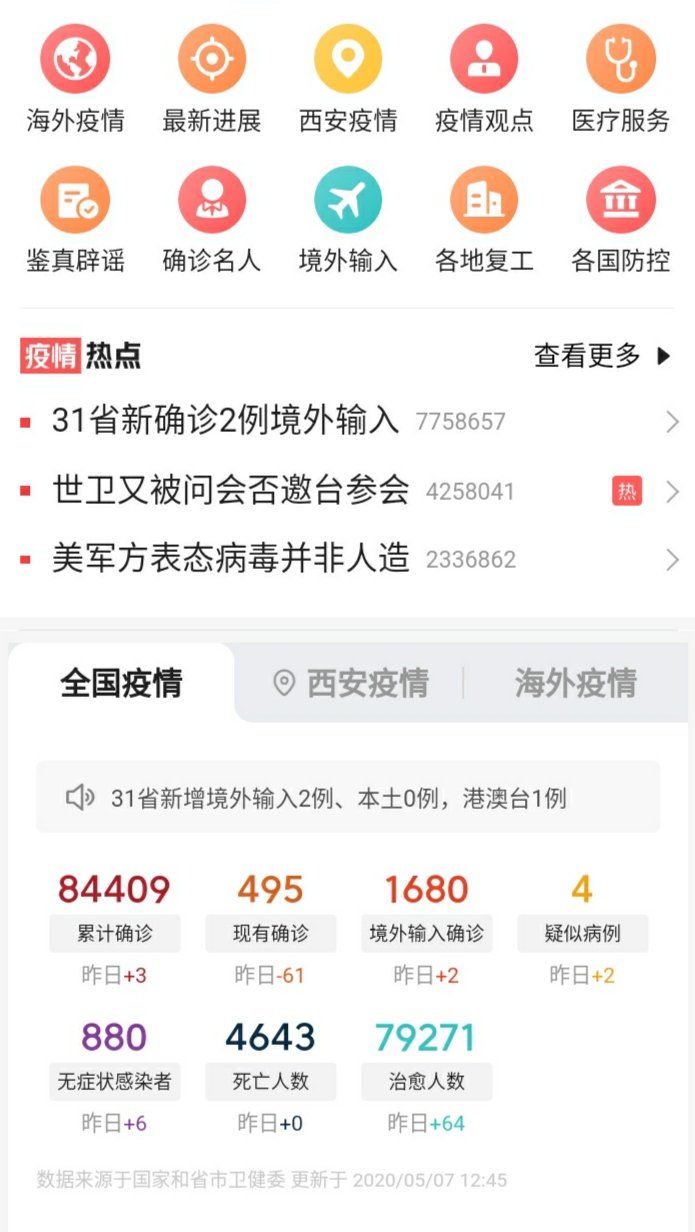 海外疫情 最新进展 西安疫情 疫情观点 医疗服务
鉴真辟谣 确诊名人 境外输入 各地复工 各国防控
疫情热点 查看更多
31省新确诊2例境外输入 7758657
世卫又被问会否邀台参会 4258041 热
美军方表态病毒并非人造 2336862
全国疫情 西安疫情 海外疫情
31省新增境外输入2例、本土0例，港澳台1例
84409 495 1680 4
累计确诊 现有确诊 境外输入确诊 疑似病例
昨日+3 昨日-61 昨日+2 昨日+2
880 4643 79271
无症状感染者 死亡人数 治愈人数
昨日+6 昨日+0 昨日+64
数据来源于国家和省市卫健委 更新于 2020/05/07 12:45